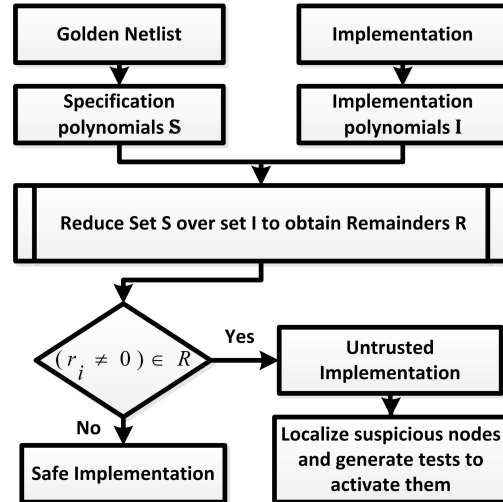 Golden Netlist
Implementation
Specification
polynomials 𝕊
Implementation
polynomials I
Reduce Set S over set I to obtain Remainders R
( r_i ≠ 0 ) ∈ R
Yes
No
Untrusted
Implementation
Safe Implementation
Localize suspicious nodes
and generate tests to
activate them